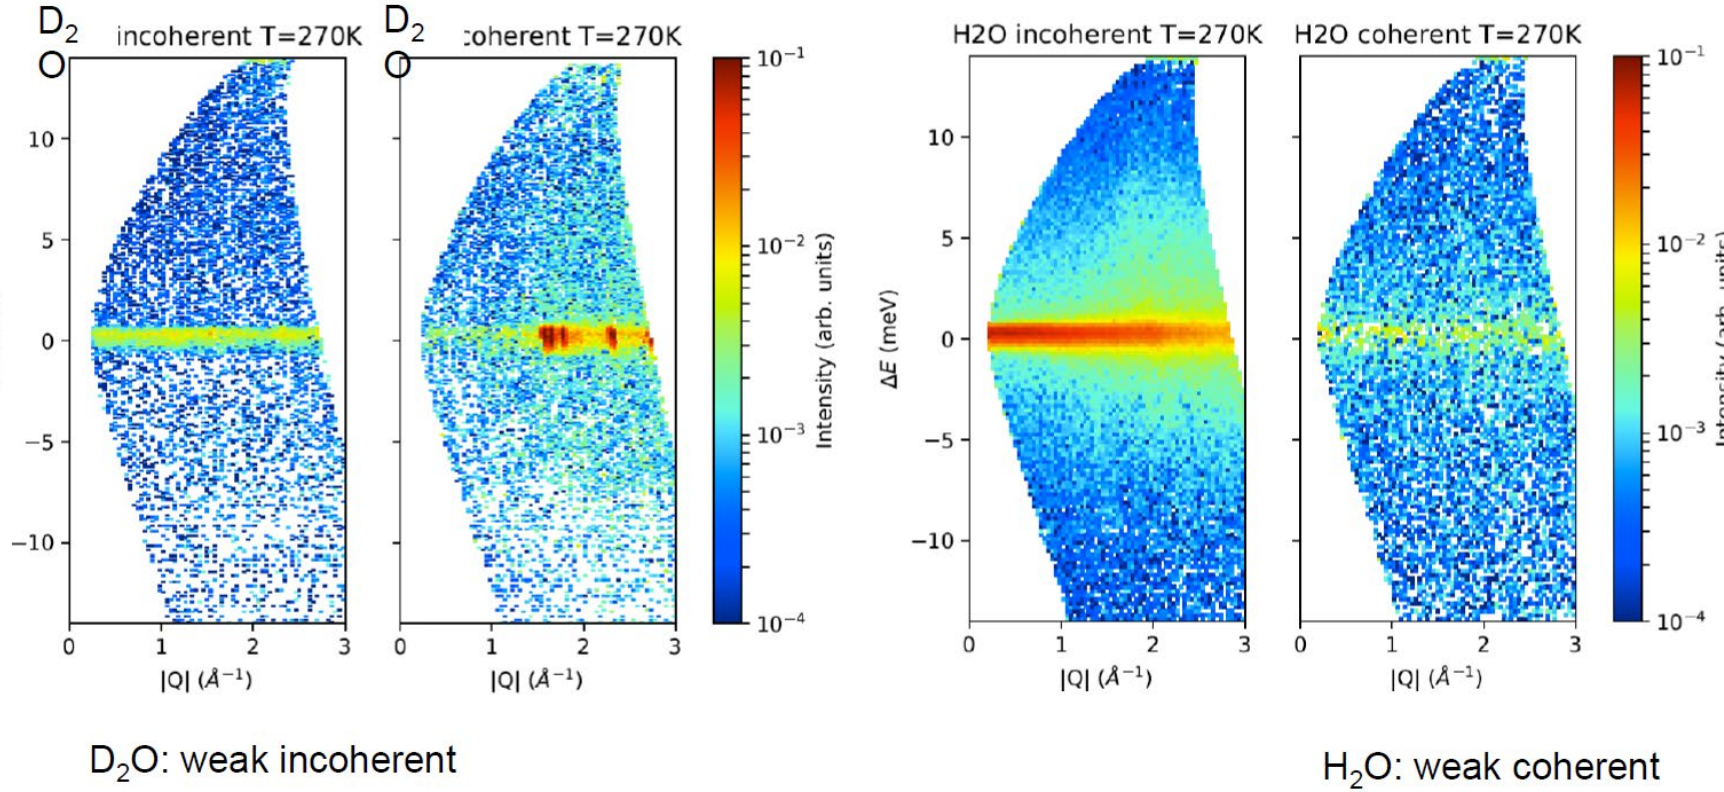 D2
O
incoherent T=270K
D2
O
coherent T=270K
H2O incoherent T=270K
H2O coherent T=270K
10
5
0
−5
−10
0 1 2 3
|Q| (Å⁻¹)
0 1 2 3
|Q| (Å⁻¹)
10⁻¹
10⁻²
10⁻³
10⁻⁴
Intensity (arb. units)
ΔE (meV)
10
5
0
−5
−10
0 1 2 3
|Q| (Å⁻¹)
0 1 2 3
|Q| (Å⁻¹)
10⁻¹
10⁻²
10⁻³
10⁻⁴
Intensity (arb. units)
D₂O: weak incoherent
H₂O: weak coherent